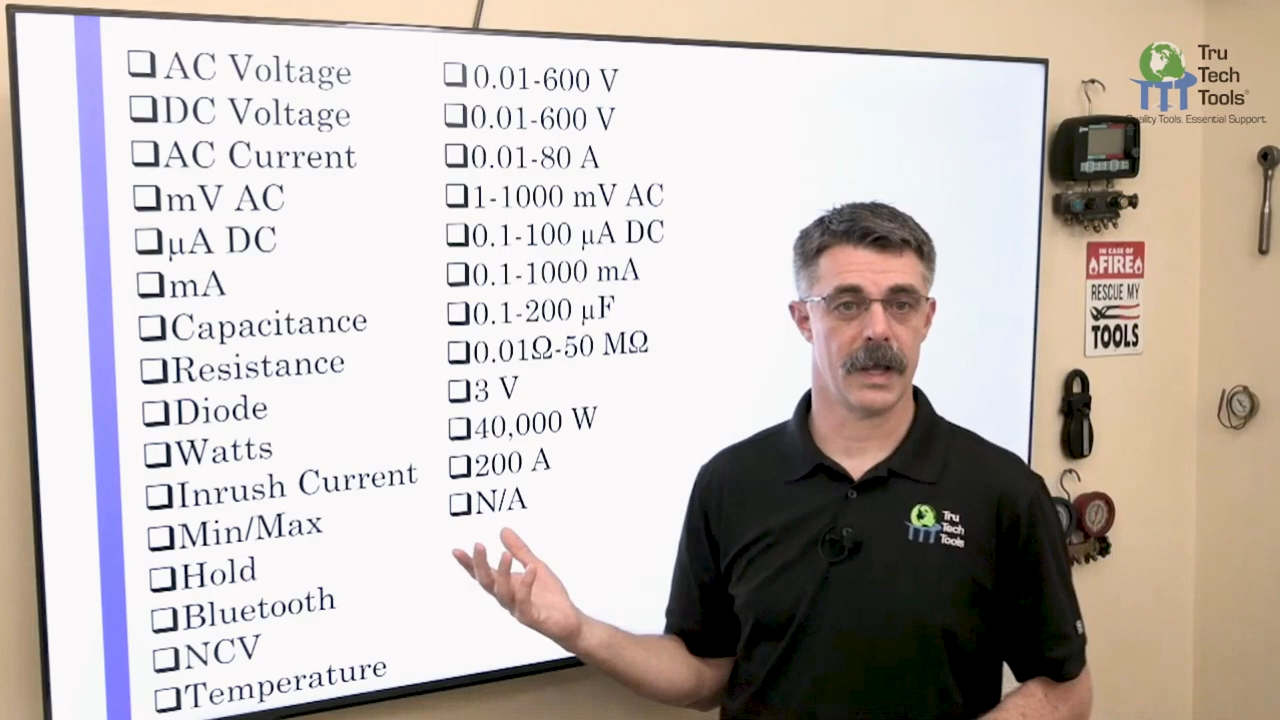 ❑AC Voltage
❑DC Voltage
❑AC Current
❑mV AC
❑µA DC
❑mA
❑Capacitance
❑Resistance
❑Diode
❑Watts
❑Inrush Current
❑Min/Max
❑Hold
❑Bluetooth
❑NCV
❑Temperature
❑0.01-600 V
❑0.01-600 V
❑0.01-80 A
❑1-1000 mV AC
❑0.1-100 µA DC
❑0.1-1000 mA
❑0.1-200 µF
❑0.01Ω-50 MΩ
❑3 V
❑40,000 W
❑200 A
❑N/A
Tru
Tech
Tools®
Quality Tools. Essential Support.
IN CASE OF
FIRE
RESCUE MY
TOOLS
Tru
Tech
Tools